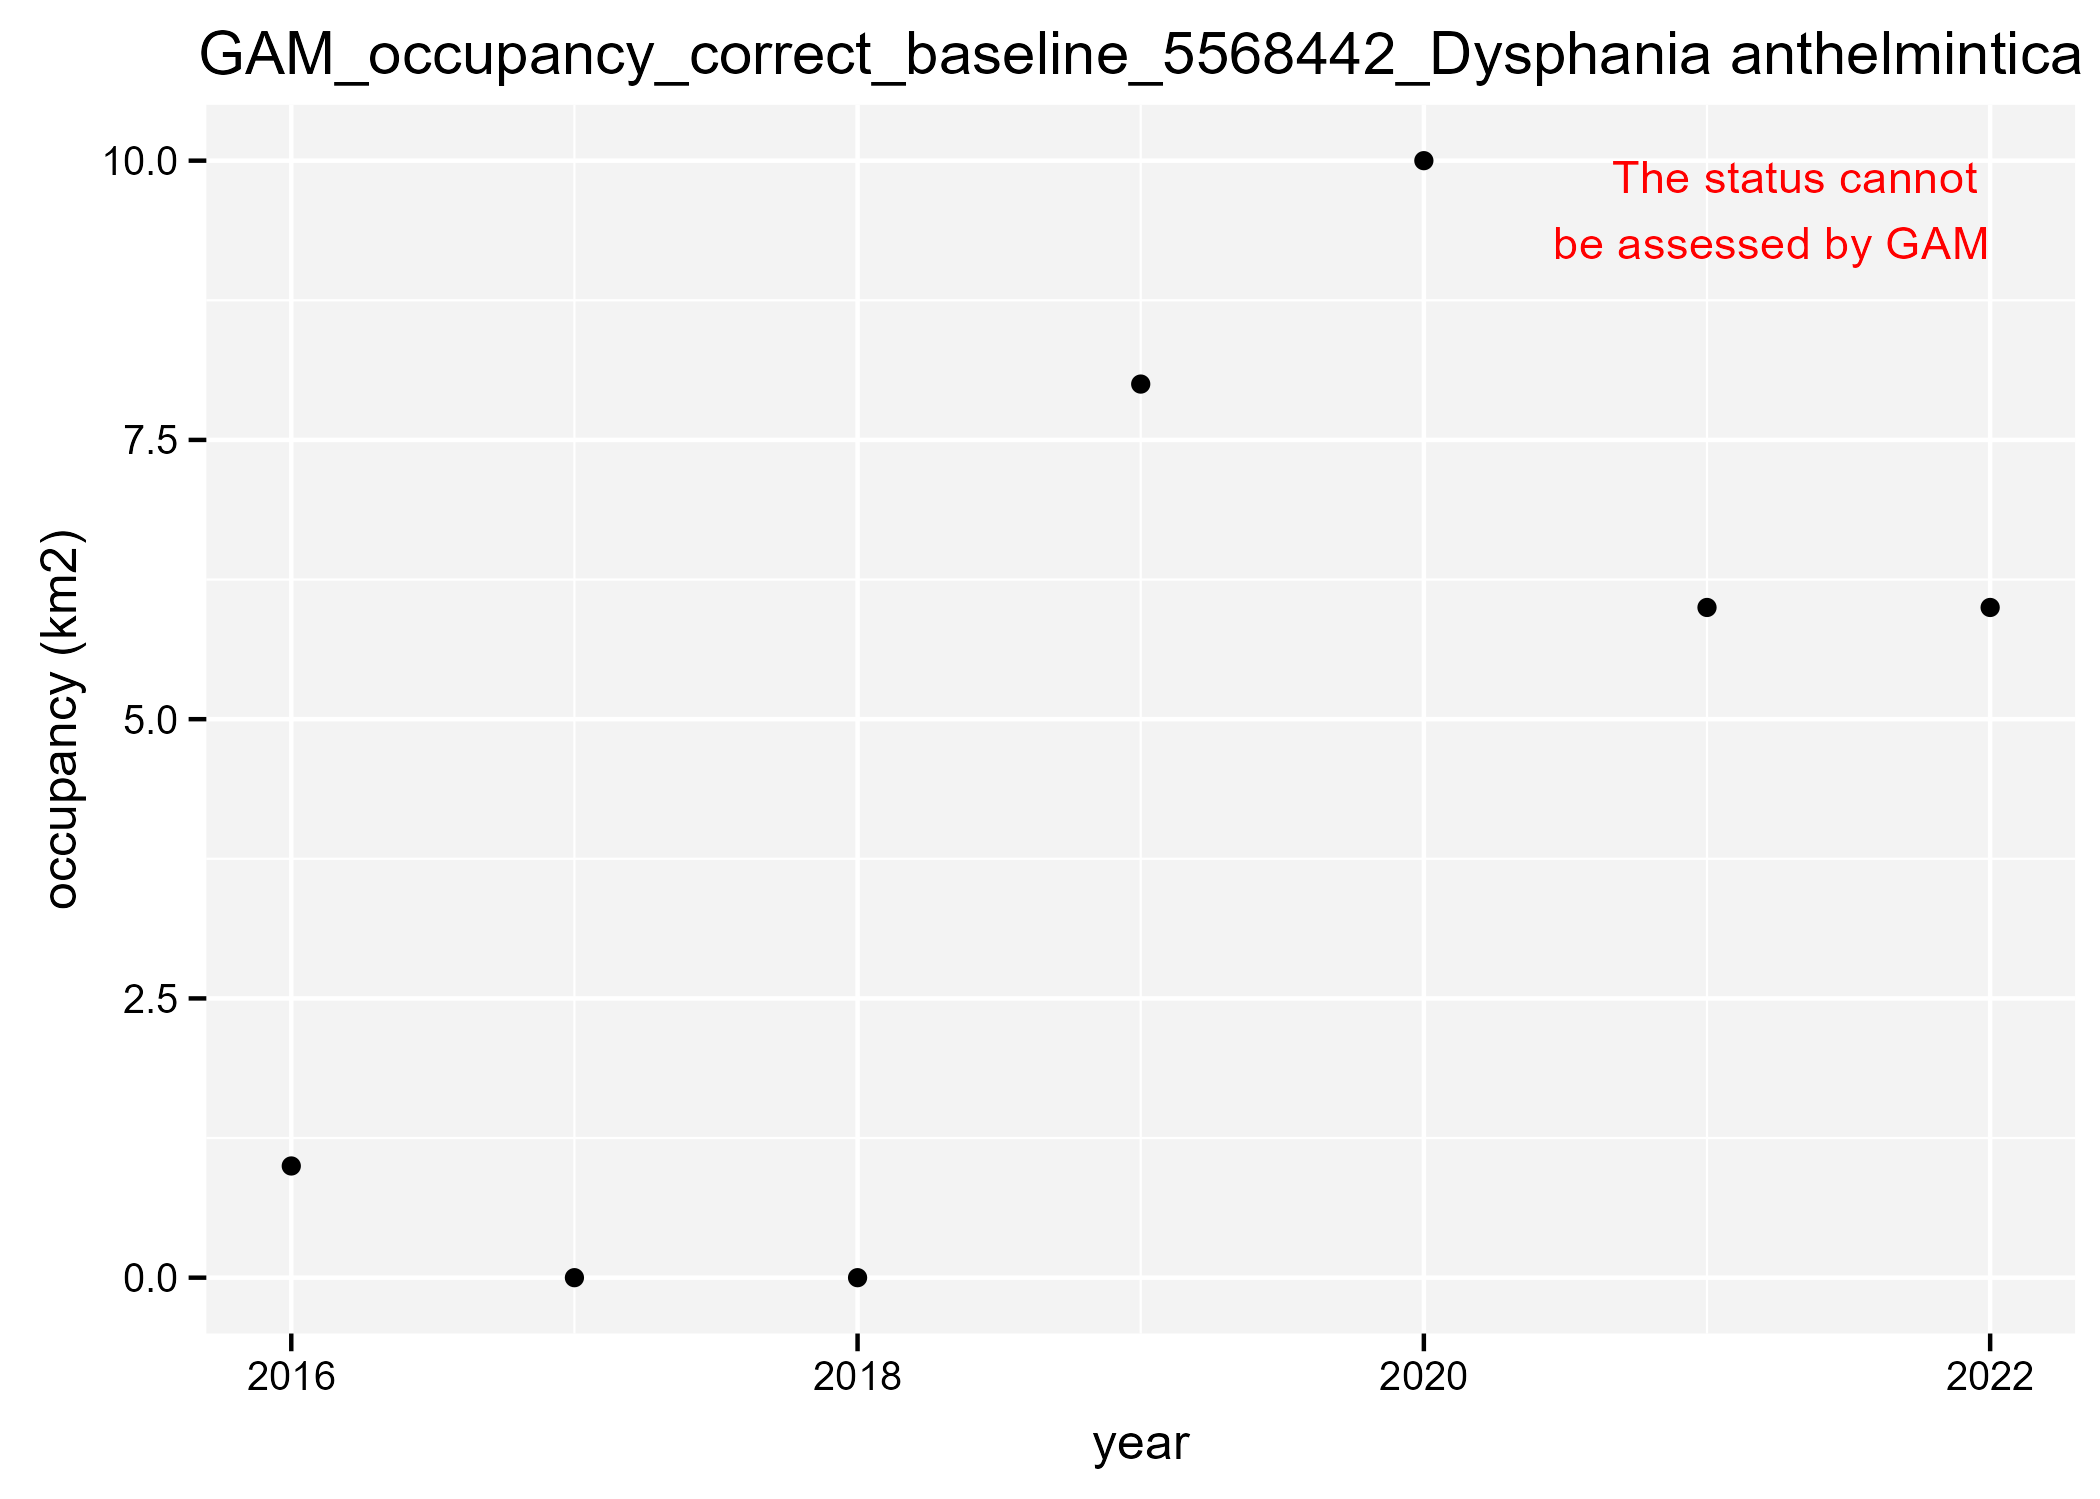 GAM_occupancy_correct_baseline_5568442_Dysphania anthelmintica
The status cannot
be assessed by GAM
10.0
7.5
5.0
2.5
0.0
occupancy (km2)
2016
2018
2020
2022
year